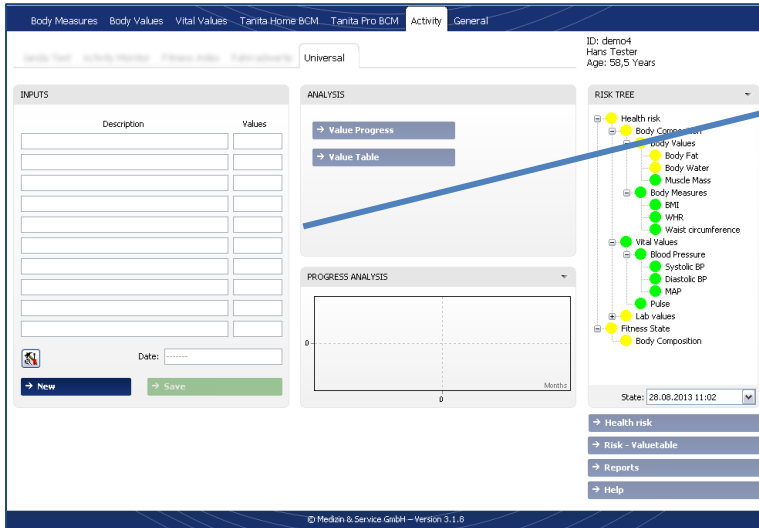 Body Measures Body Values Vital Values Tanita Home BCM Tanita Pro BCM Activity General
ID: demo4
Hans Tester
Age: 58,5 Years
Universal
INPUTS
Description Values
Date: -------
→ New → Save
ANALYSIS
→ Value Progress
→ Value Table
PROGRESS ANALYSIS
0
Months
0
RISK TREE
Health risk
Body Composition
Body Values
Body Fat
Body Water
Muscle Mass
Body Measures
BMI
WHR
Waist circumference
Vital Values
Blood Pressure
Systolic BP
Diastolic BP
MAP
Pulse
Lab values
Fitness State
Body Composition
State: 28.08.2013 11:02
→ Health risk
→ Risk - Valuetable
→ Reports
→ Help
© Medizin & Service GmbH – Version 3.1.8